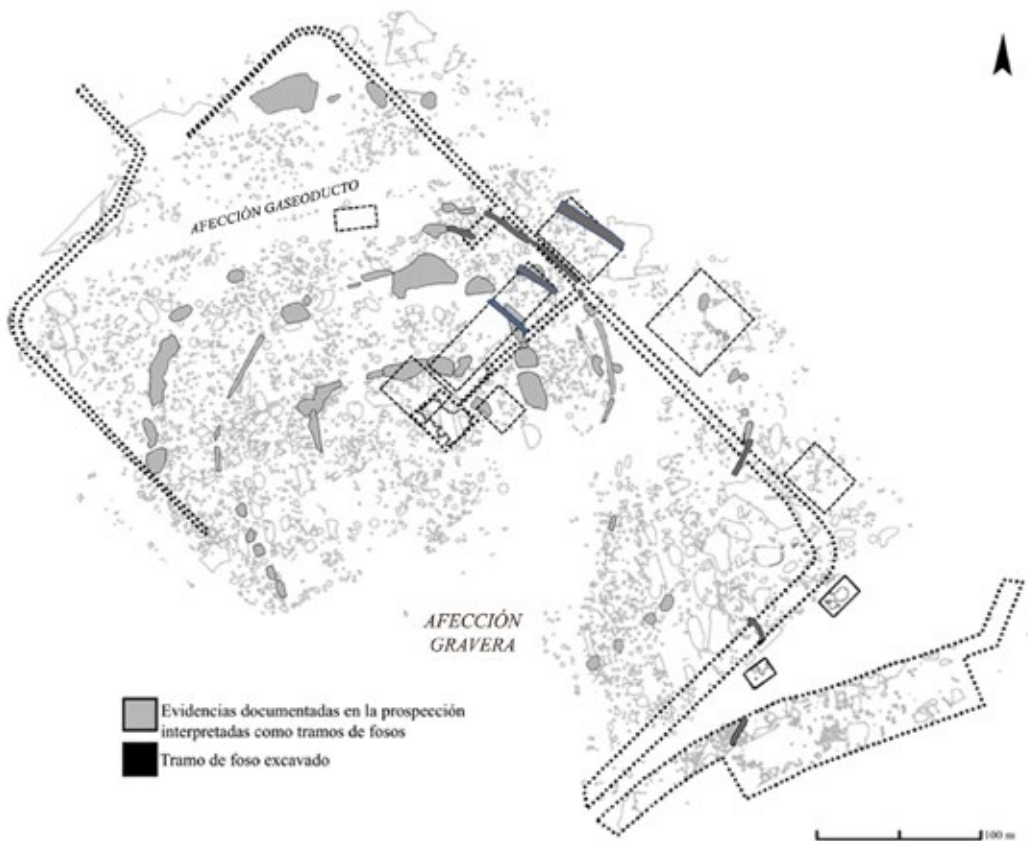 AFECCIÓN GASEODUCTO
AFECCIÓN
GRAVERA
Evidencias documentadas en la prospección
interpretadas como tramos de fosos
Tramo de foso excavado
100 m